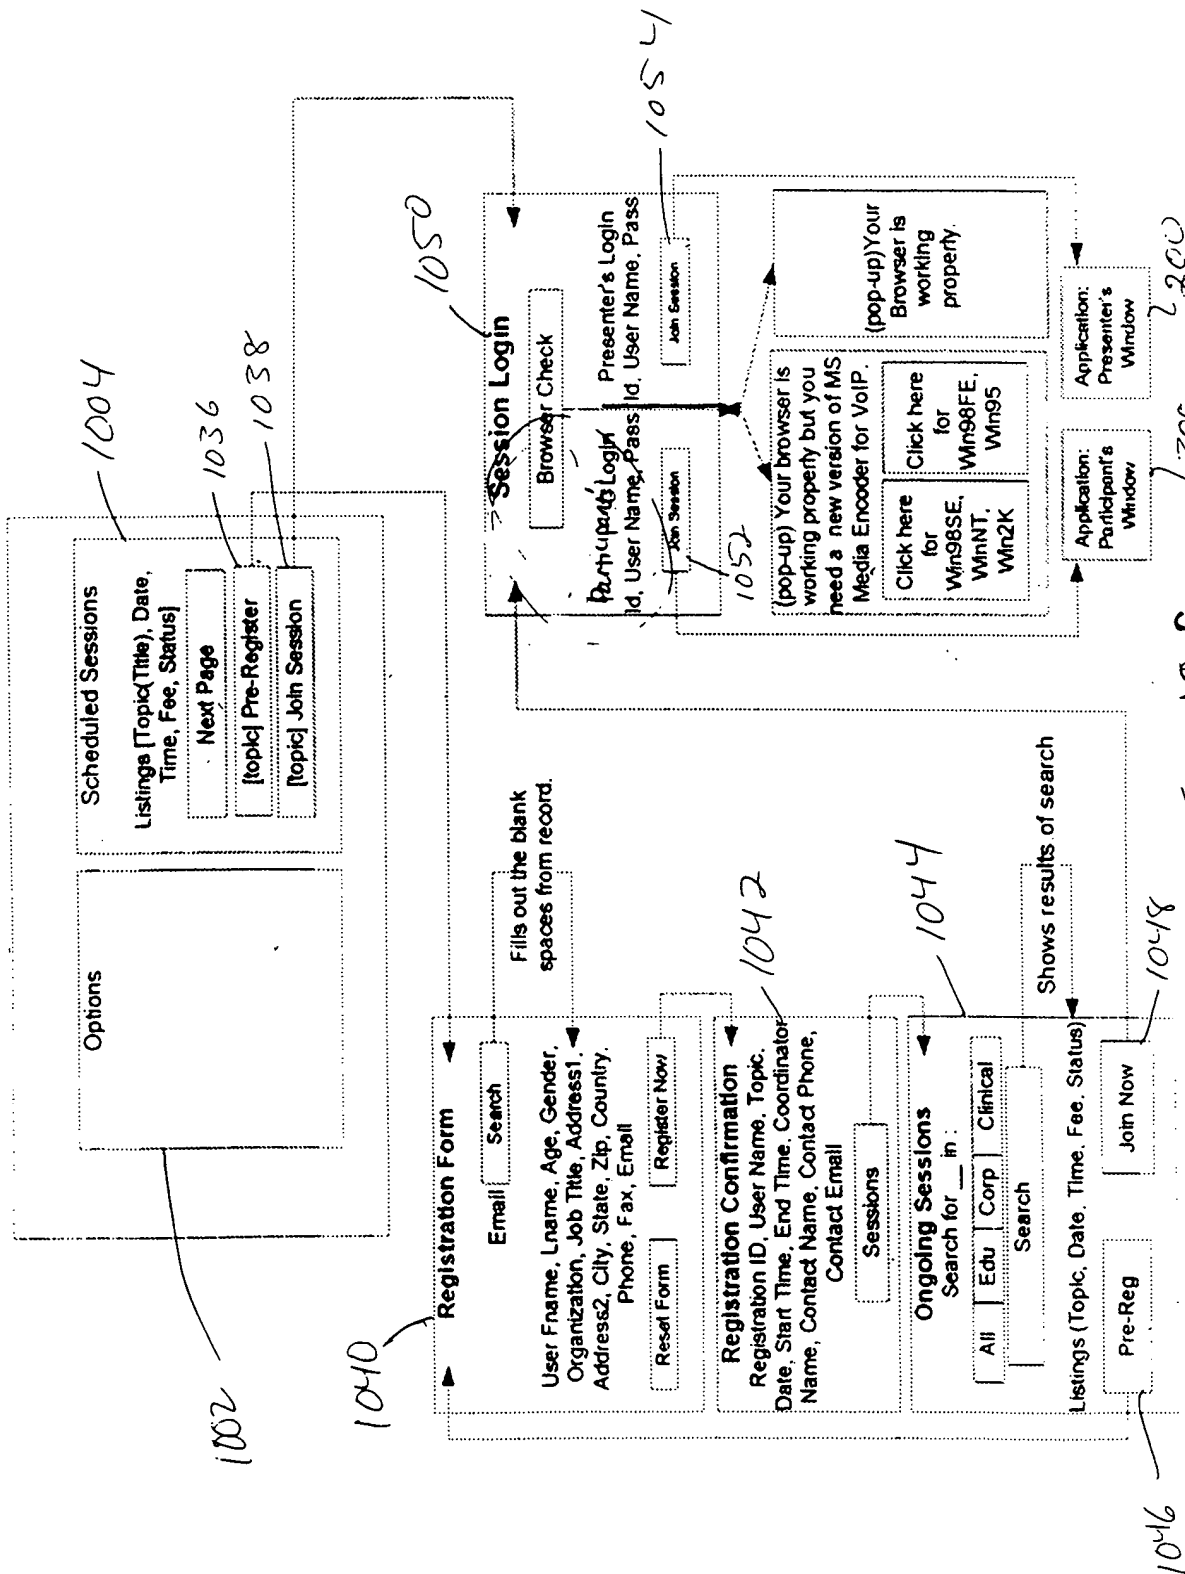 1002
Options
1004
Scheduled Sessions
Listings [Topic(Title), Date,
Time, Fee, Status]
Next Page
[topic] Pre-Register
1036
[topic] Join Session
1038
1040
Registration Form
Email
Search
Fills out the blank
spaces from record.
User Fname, Lname, Age, Gender,
Organization, Job Title, Address1,
Address2, City, State, Zip, Country.
Phone, Fax, Email
Reset Form
Register Now
Registration Confirmation
Registration ID, User Name, Topic.
Date, Start Time, End Time, Coordinator
Name, Contact Name, Contact Phone,
Contact Email
1042
Sessions
Ongoing Sessions
Search for __ in :
All
Edu
Corp
Clinical
Search
1044
Shows results of search
Listings (Topic, Date, Time, Fee, Status)
Pre-Reg
Join Now
1046
1048
1050
Session Login
Browser Check
Participant's Login
Presenter's Login
Id, User Name, Pass
Id, User Name, Pass
Join Session
Join Session
1052
1054
(pop-up) Your browser is
working properly but you
need a new version of MS
Media Encoder for VoIP.
Click here
for
Win98SE,
WinNT,
Win2K
Click here
for
Win98FE,
Win95
(pop-up)Your
Browser is
working
properly.
Application:
Participant's
Window
Application:
Presenter's
Window
200